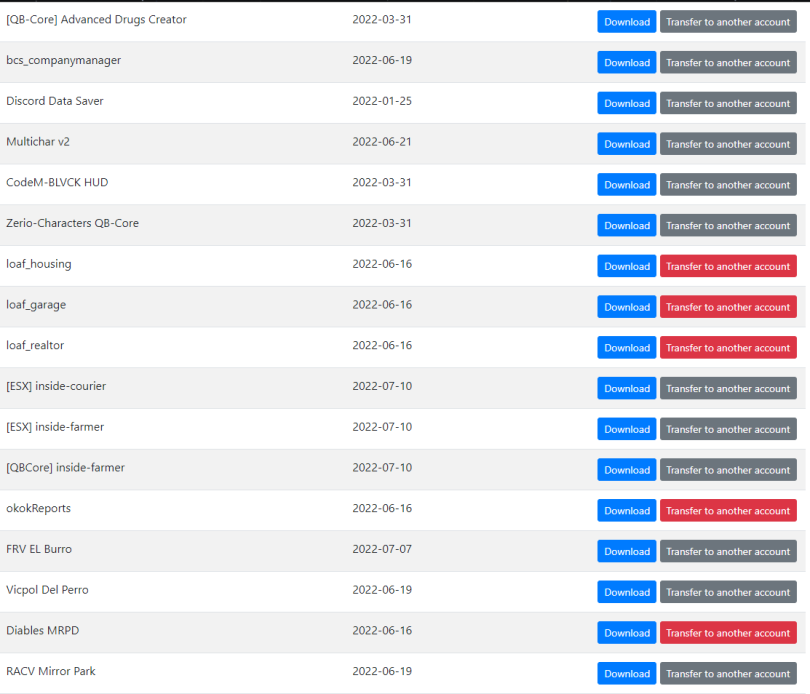 [QB-Core] Advanced Drugs Creator 2022-03-31 Download Transfer to another account
bcs_companymanager 2022-06-19 Download Transfer to another account
Discord Data Saver 2022-01-25 Download Transfer to another account
Multichar v2 2022-06-21 Download Transfer to another account
CodeM-BLVCK HUD 2022-03-31 Download Transfer to another account
Zerio-Characters QB-Core 2022-03-31 Download Transfer to another account
loaf_housing 2022-06-16 Download Transfer to another account
loaf_garage 2022-06-16 Download Transfer to another account
loaf_realtor 2022-06-16 Download Transfer to another account
[ESX] inside-courier 2022-07-10 Download Transfer to another account
[ESX] inside-farmer 2022-07-10 Download Transfer to another account
[QBCore] inside-farmer 2022-07-10 Download Transfer to another account
okokReports 2022-06-16 Download Transfer to another account
FRV EL Burro 2022-07-07 Download Transfer to another account
Vicpol Del Perro 2022-06-19 Download Transfer to another account
Diables MRPD 2022-06-16 Download Transfer to another account
RACV Mirror Park 2022-06-19 Download Transfer to another account